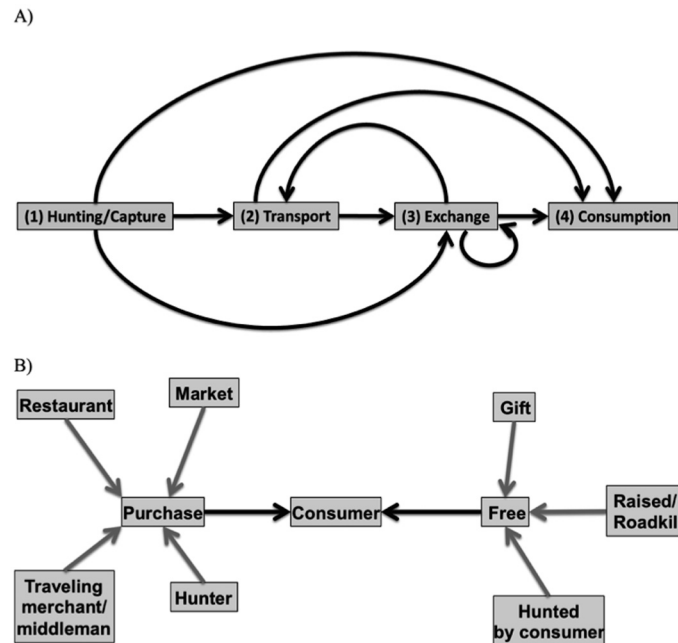 A)
(1) Hunting/Capture
(2) Transport
(3) Exchange
(4) Consumption
B)
Restaurant
Market
Gift
Purchase
Consumer
Free
Raised/
Roadkil
Traveling
merchant/
middleman
Hunter
Hunted
by consumer